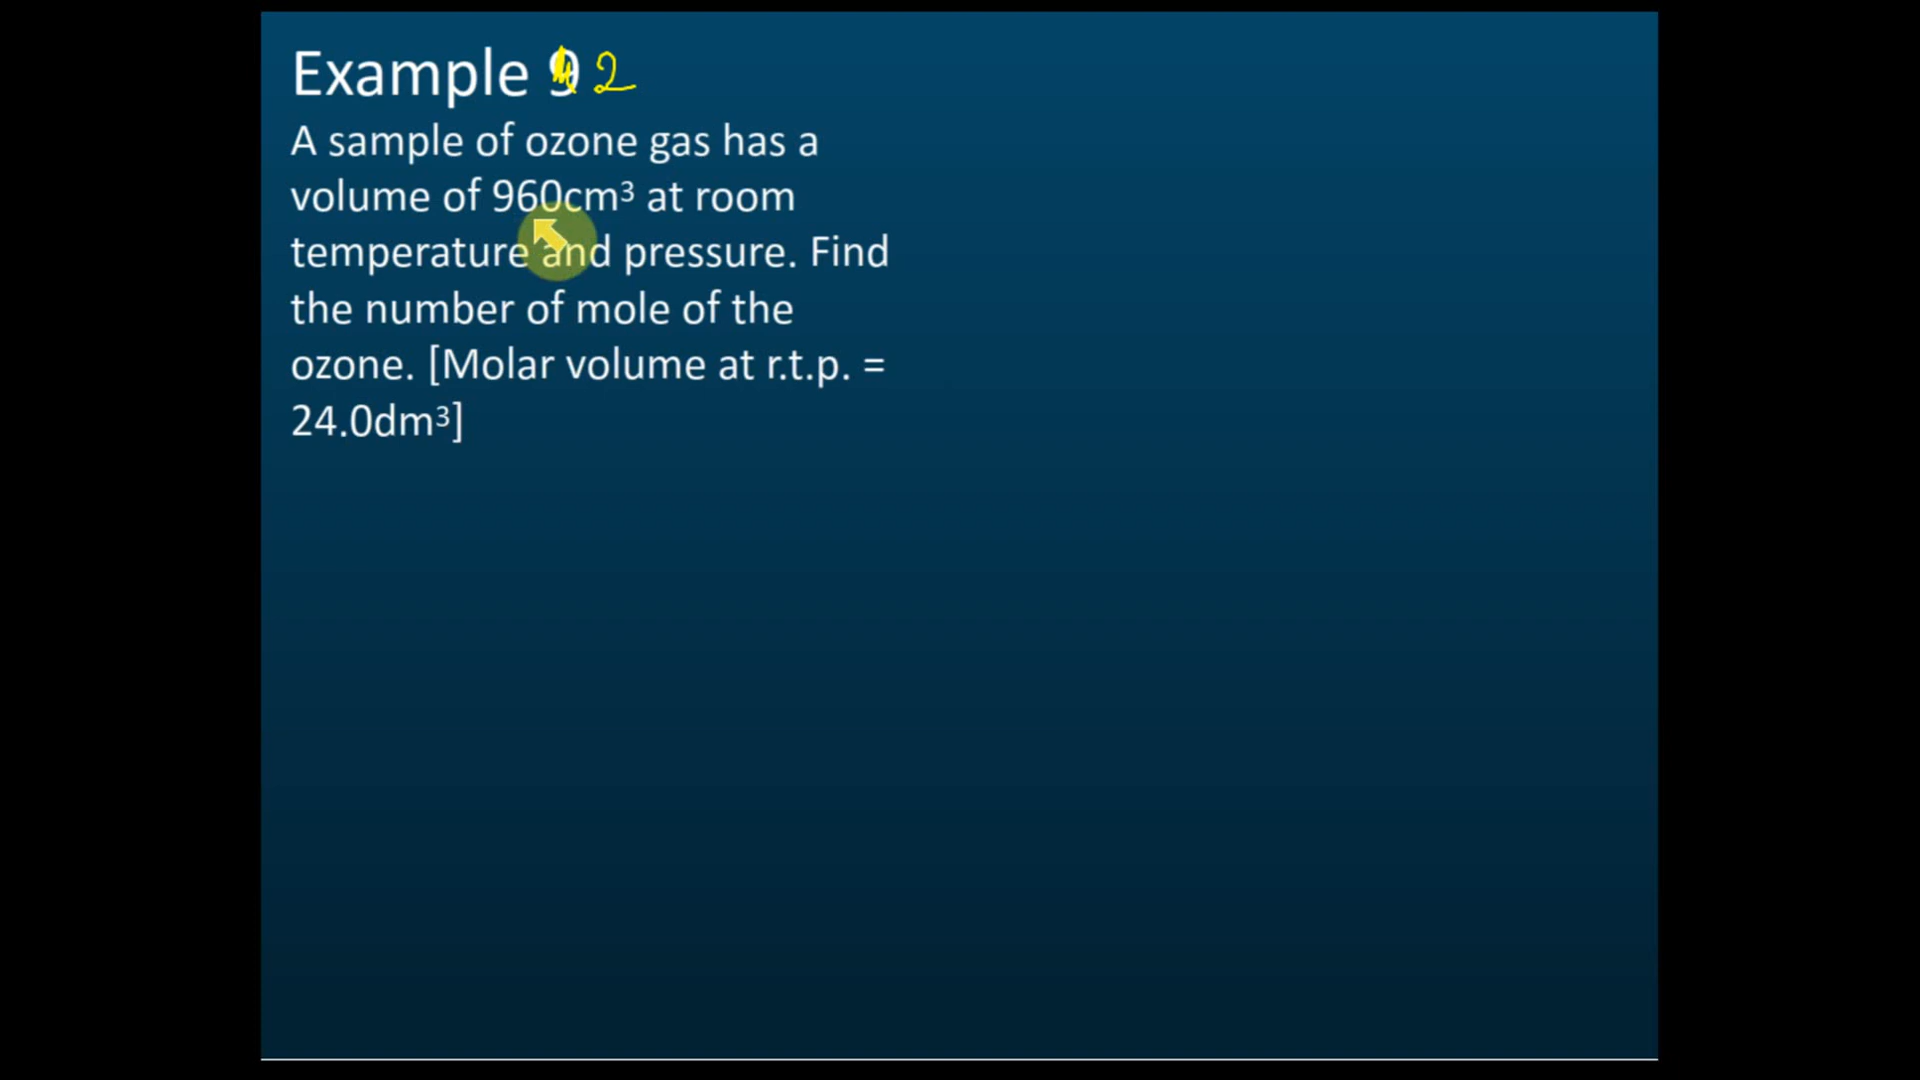 Example 9 2
A sample of ozone gas has a
volume of 960cm³ at room
temperature and pressure. Find
the number of mole of the
ozone. [Molar volume at r.t.p. =
24.0dm³]